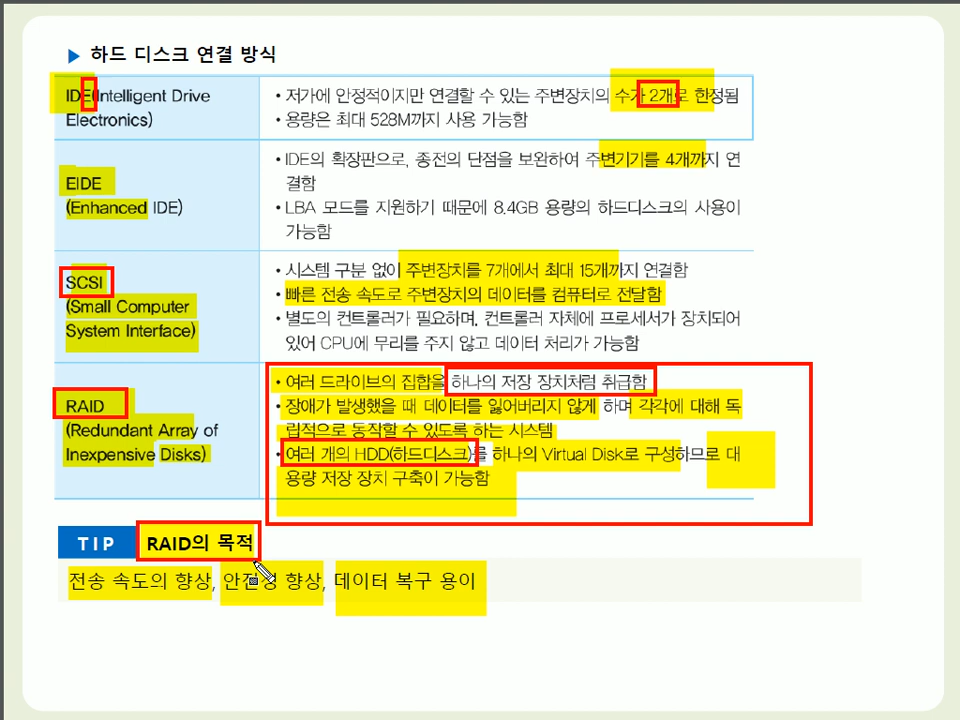 ▶ 하드 디스크 연결 방식
IDE(Intelligent Drive
Electronics)
• 저가에 안정적이지만 연결할 수 있는 주변장치의 수가 2개로 한정됨
• 용량은 최대 528M까지 사용 가능함
EIDE
(Enhanced IDE)
• IDE의 확장판으로, 종전의 단점을 보완하여 주변기기를 4개까지 연
결함
• LBA 모드를 지원하기 때문에 8.4GB 용량의 하드디스크의 사용이
가능함
SCSI
(Small Computer
System Interface)
• 시스템 구분 없이 주변장치를 7개에서 최대 15개까지 연결함
• 빠른 전송 속도로 주변장치의 데이터를 컴퓨터로 전달함
• 별도의 컨트롤러가 필요하며, 컨트롤러 자체에 프로세서가 장치되어
있어 CPU에 무리를 주지 않고 데이터 처리가 가능함
RAID
(Redundant Array of
Inexpensive Disks)
• 여러 드라이브의 집합을 하나의 저장 장치처럼 취급함
• 장애가 발생했을 때 데이터를 잃어버리지 않게 하며 각각에 대해 독
립적으로 동작할 수 있도록 하는 시스템
• 여러 개의 HDD(하드디스크)를 하나의 Virtual Disk로 구성하므로 대
용량 저장 장치 구축이 가능함
TIP RAID의 목적
전송 속도의 향상, 안전성 향상, 데이터 복구 용이